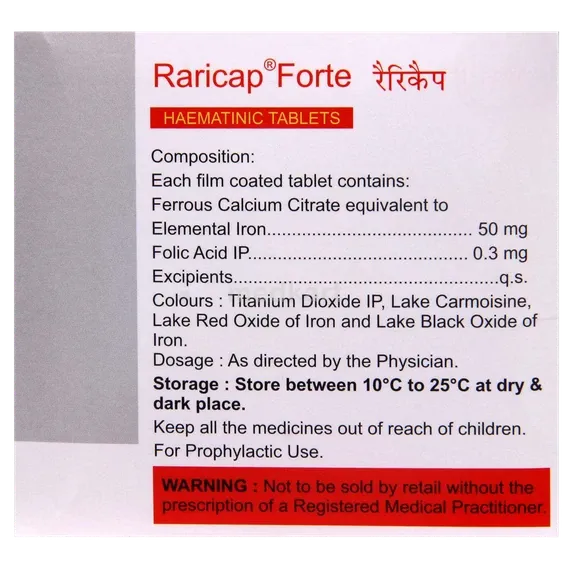 Raricap®Forte रैरिकैप
HAEMATINIC TABLETS
Composition:
Each film coated tablet contains:
Ferrous Calcium Citrate equivalent to
Elemental Iron....................................... 50 mg
Folic Acid IP.......................................... 0.3 mg
Excipients..............................................q.s.
medkart
Colours : Titanium Dioxide IP, Lake Carmoisine,
Lake Red Oxide of Iron and Lake Black Oxide of
Iron.
Dosage : As directed by the Physician.
Storage : Store between 10°C to 25°C at dry &
dark place.
Keep all the medicines out of reach of children.
For Prophylactic Use.
WARNING : Not to be sold by retail without the
prescription of a Registered Medical Practitioner.